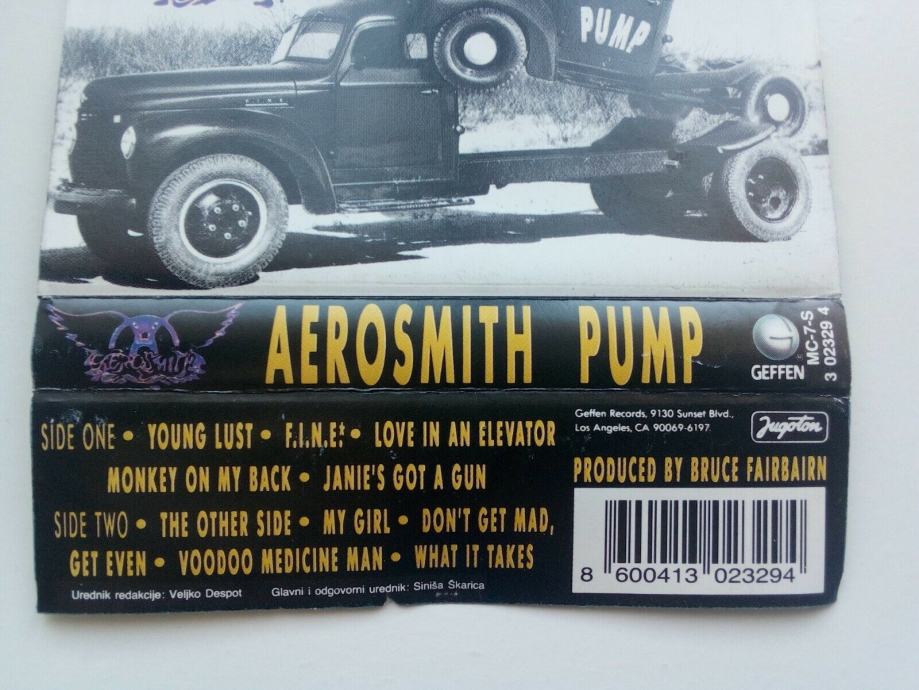 PUMP
AEROSMITH
AEROSMITH PUMP
GEFFEN
MC-7-S
3 02329 4
SIDE ONE • YOUNG LUST • F.I.N.E.* • LOVE IN AN ELEVATOR
MONKEY ON MY BACK • JANIE'S GOT A GUN
SIDE TWO • THE OTHER SIDE • MY GIRL • DON'T GET MAD,
GET EVEN • VOODOO MEDICINE MAN • WHAT IT TAKES
Urednik redakcije: Veljko Despot Glavni i odgovorni urednik: Siniša Škarica
Geffen Records, 9130 Sunset Blvd.,
Los Angeles, CA 90069-6197
Jugoton
PRODUCED BY BRUCE FAIRBAIRN
8 600413 023294